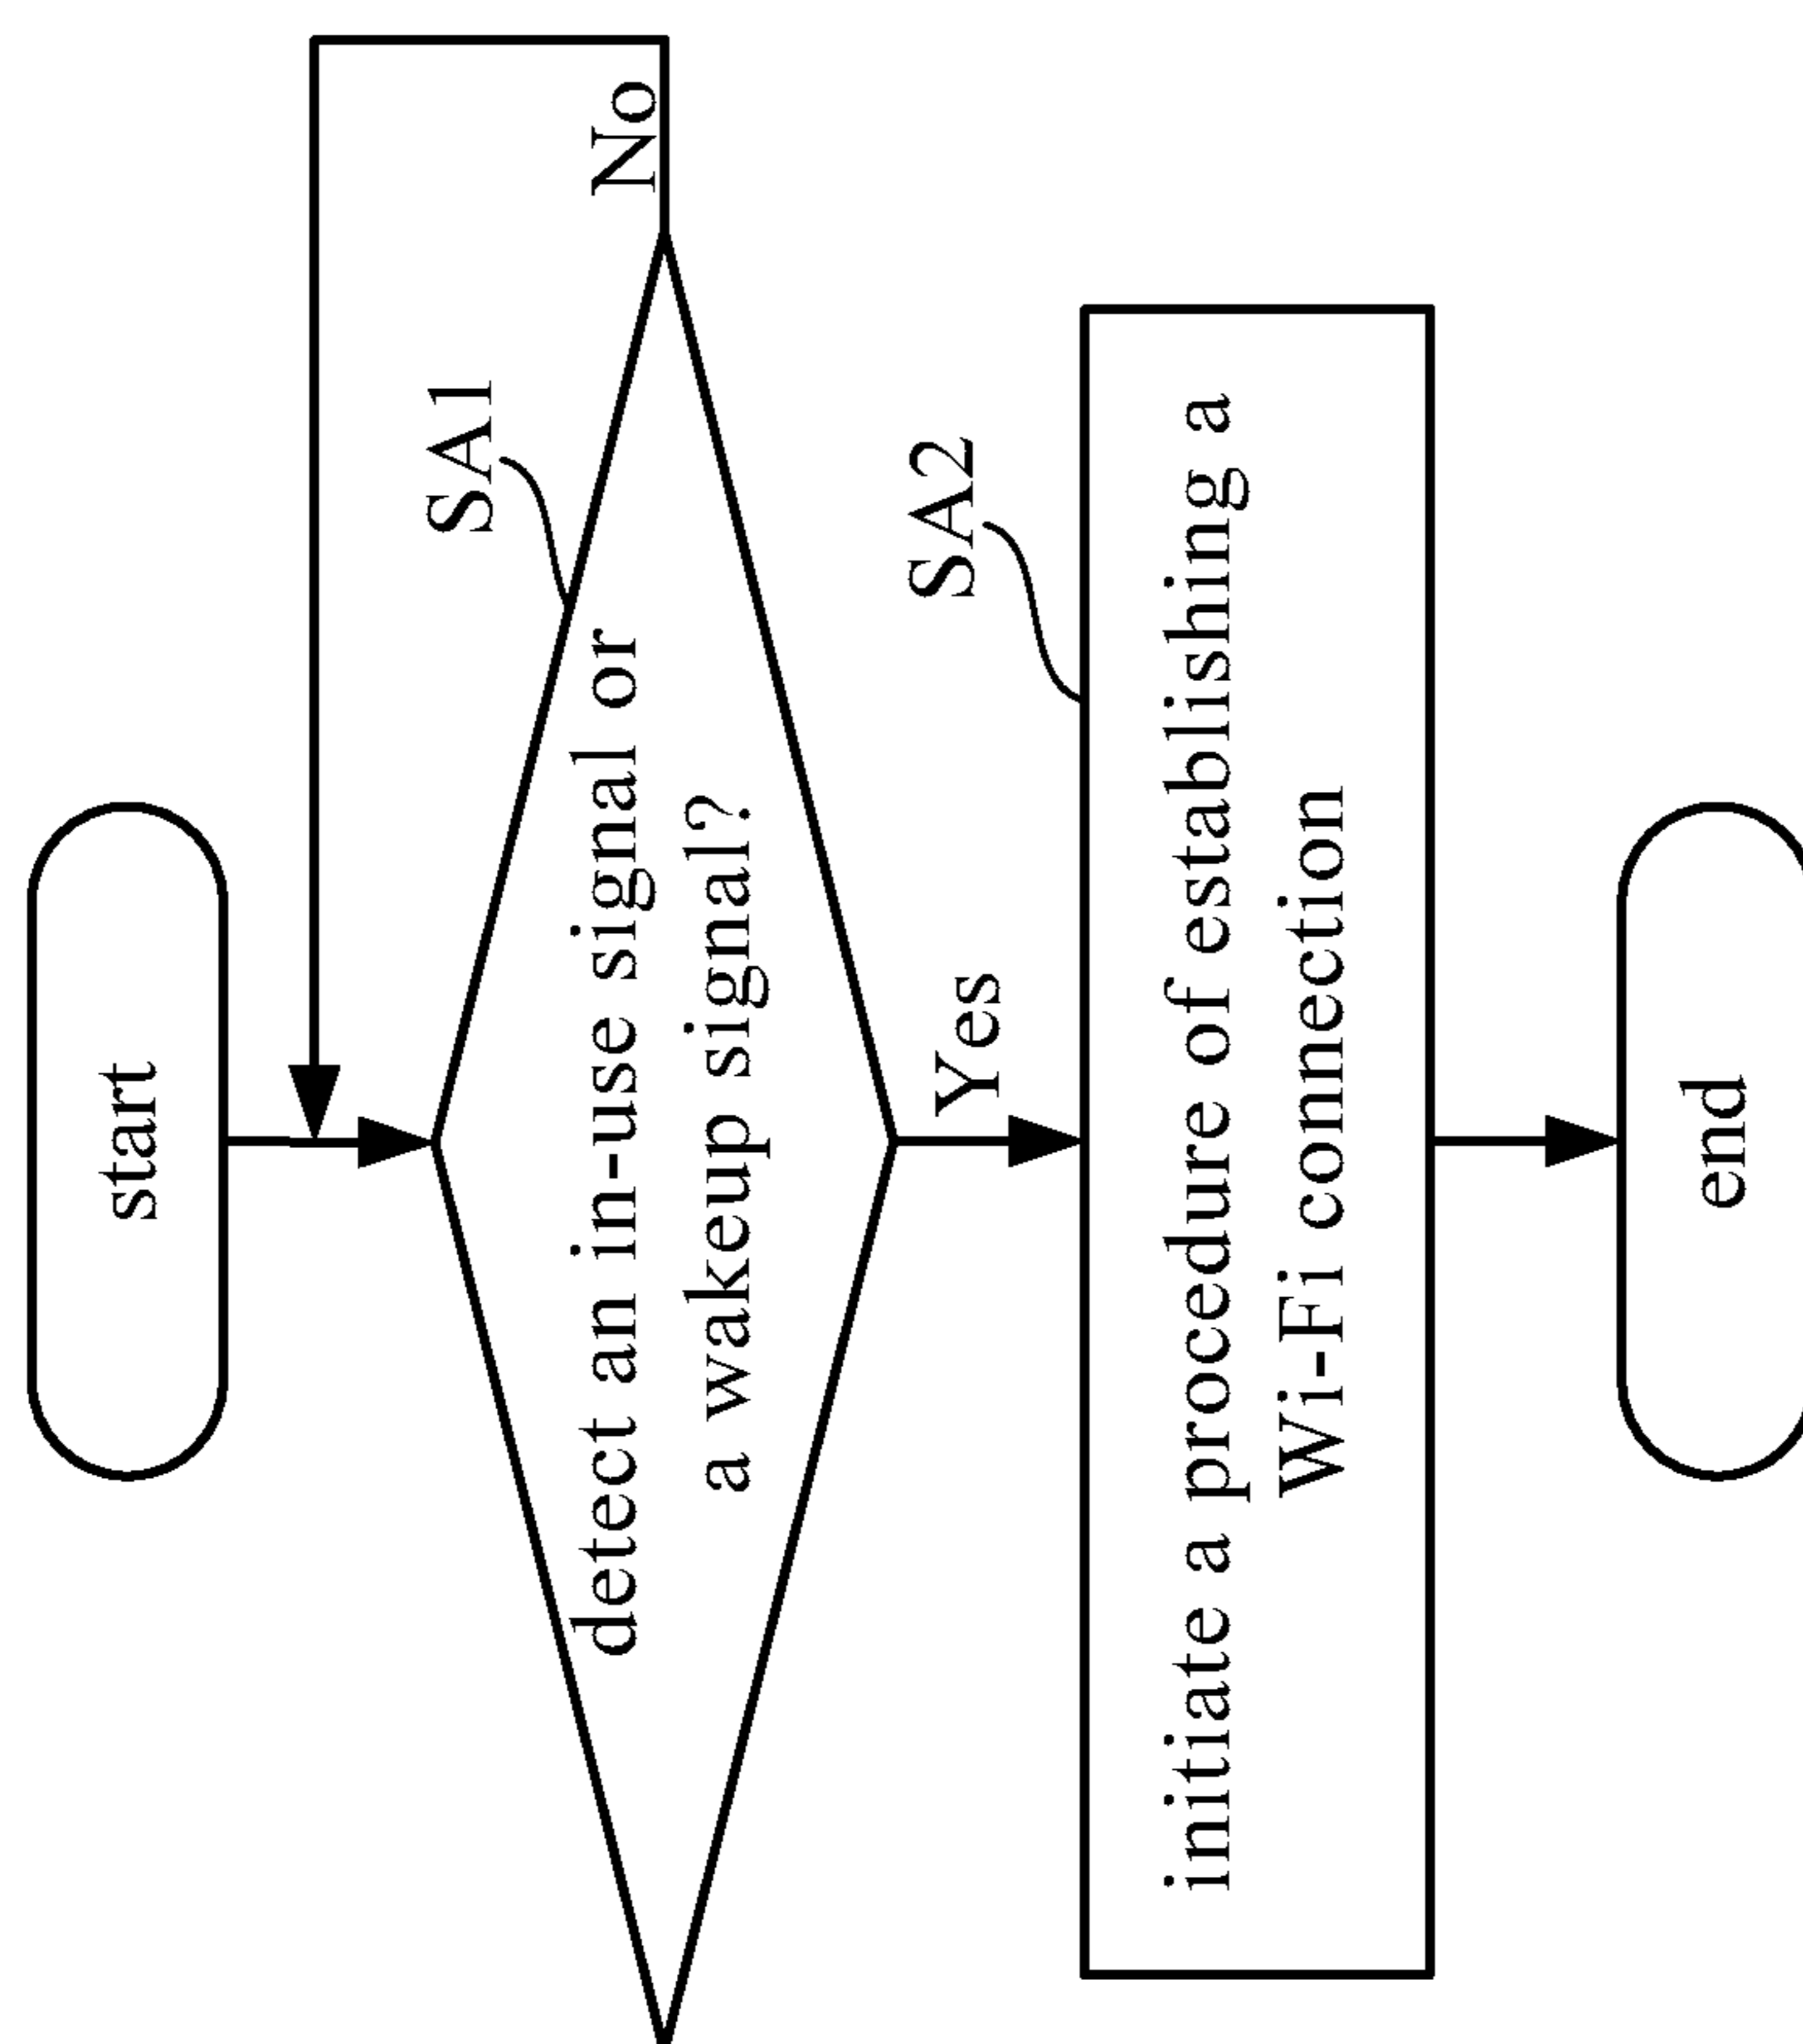 start
No
SA1
detect an in-use signal or
a wakeup signal?
Yes
SA2
initiate a procedure of establishing a
Wi-Fi connection
end